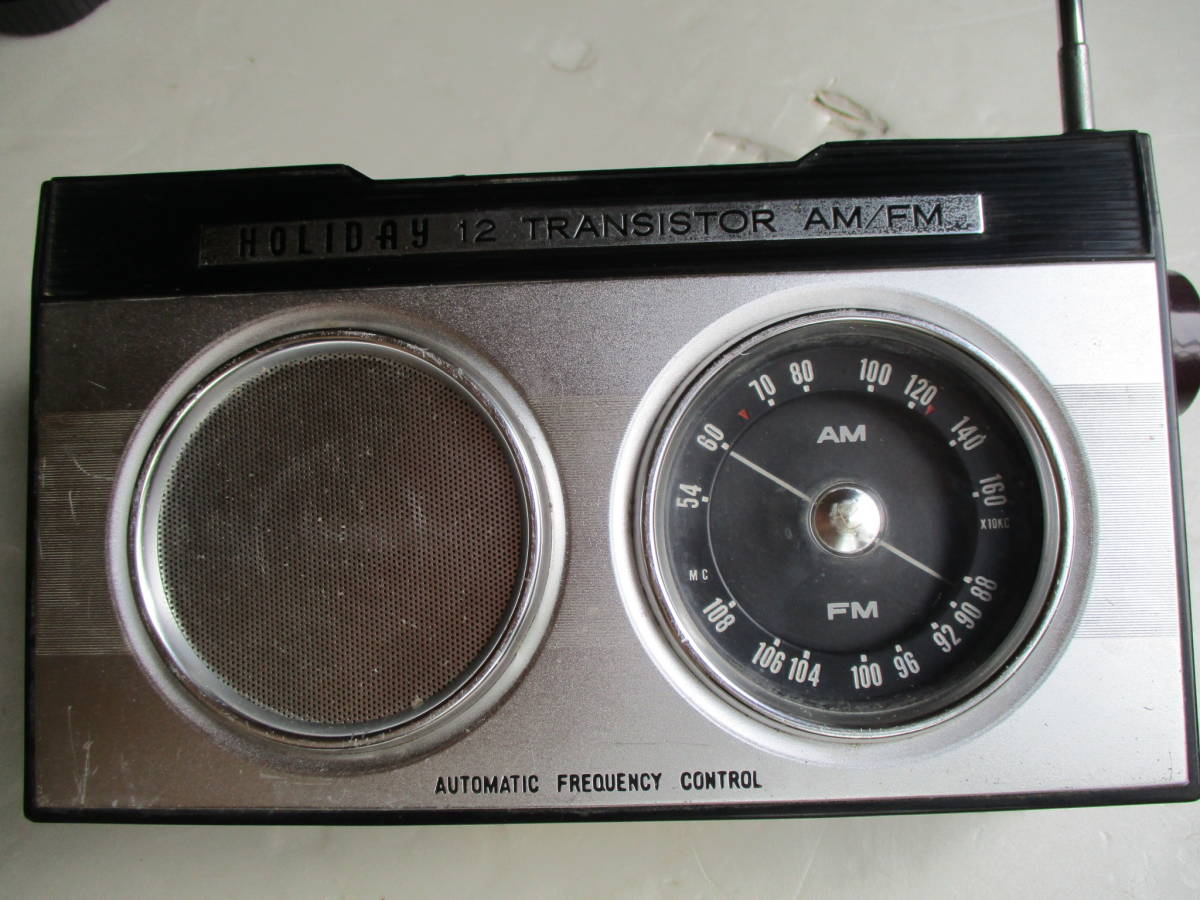 HOLIDAY 12 TRANSISTOR AM/FM
54 60 70 80 100 120 140 160
X10KC
AM
FM
MC
108 106 104 100 96 92 90 88
AUTOMATIC FREQUENCY CONTROL